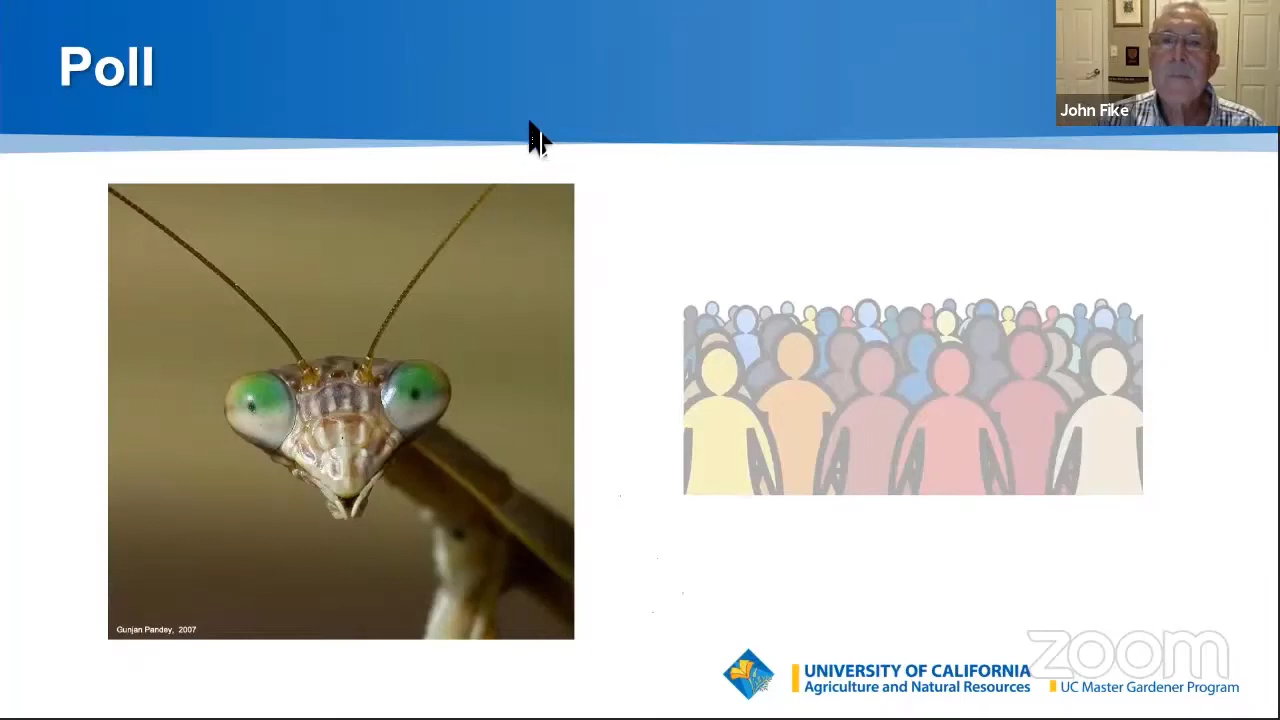 Poll
John Fike
Gunjan Pandey, 2007
zoom
UNIVERSITY OF CALIFORNIA
Agriculture and Natural Resources
UC Master Gardener Program